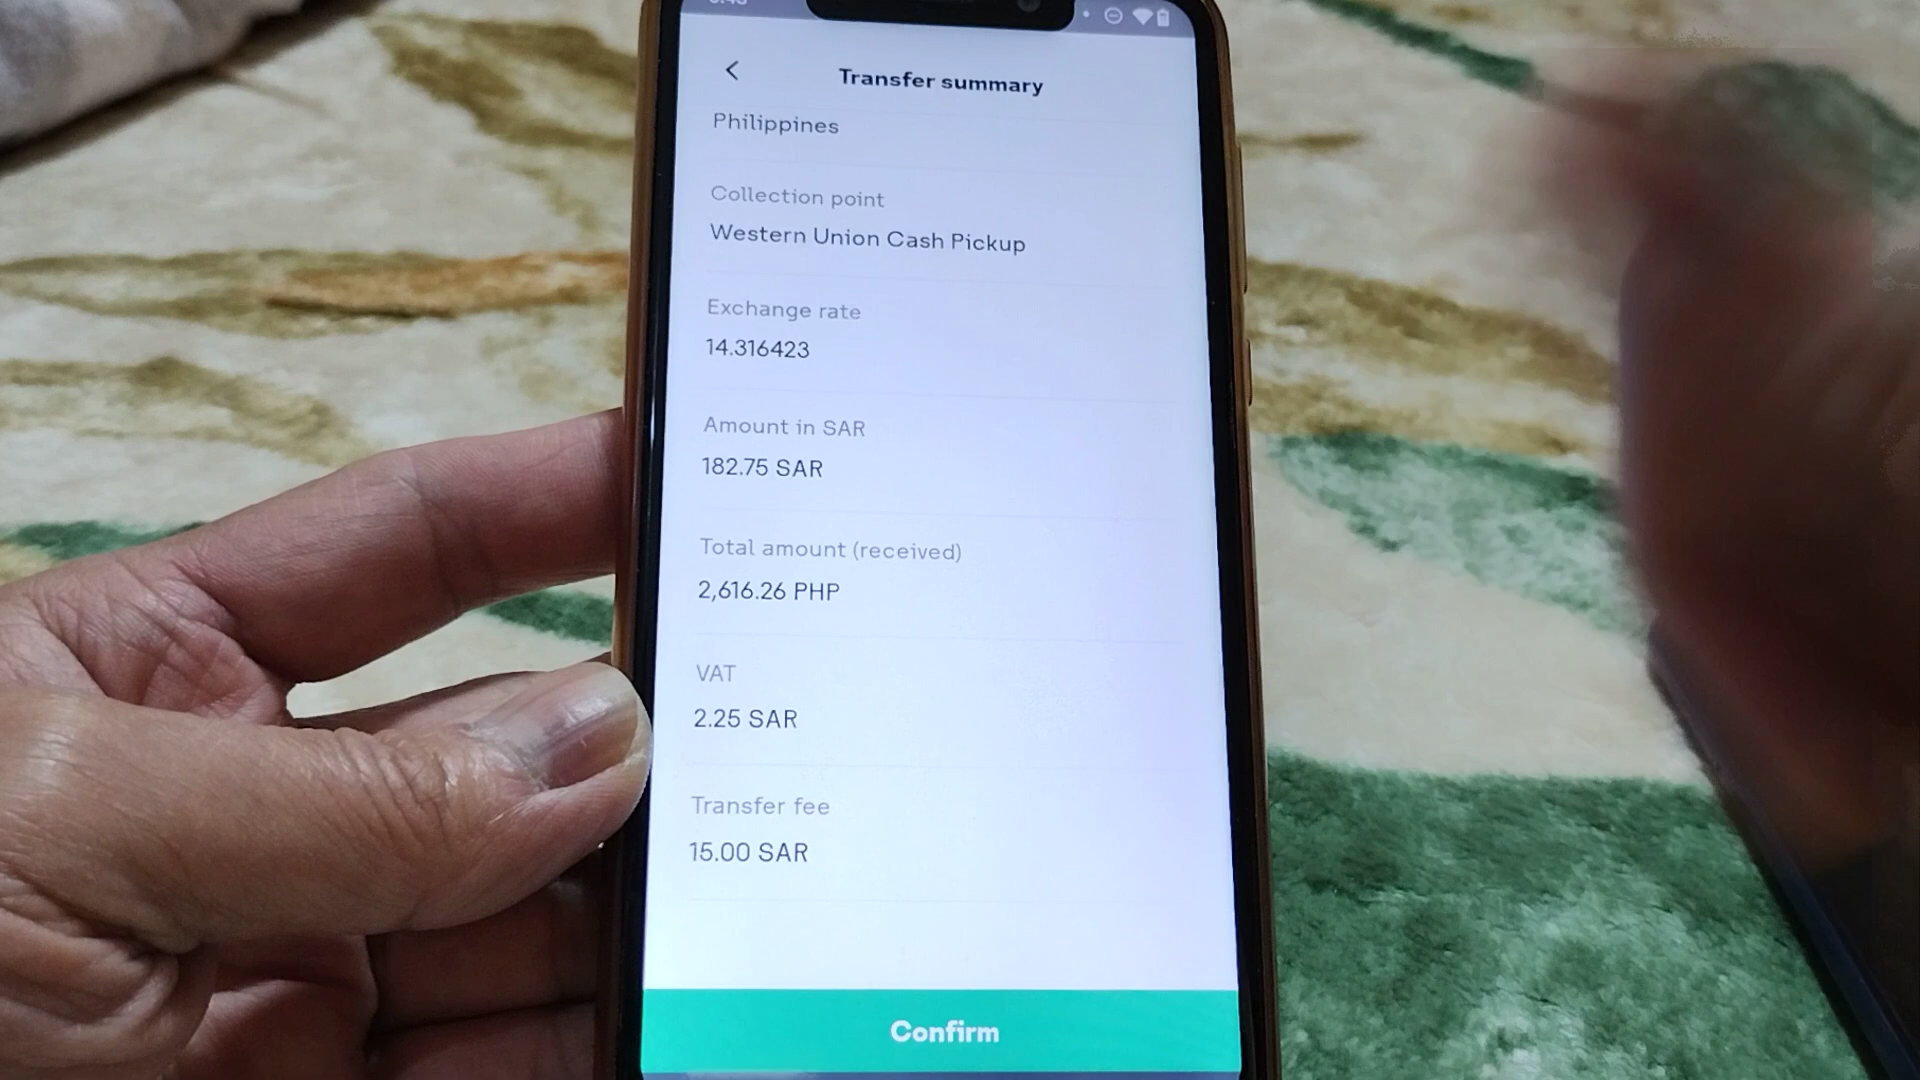 Transfer summary
Philippines
Collection point
Western Union Cash Pickup
Exchange rate
14.316423
Amount in SAR
182.75 SAR
Total amount (received)
2,616.26 PHP
VAT
2.25 SAR
Transfer fee
15.00 SAR
Confirm